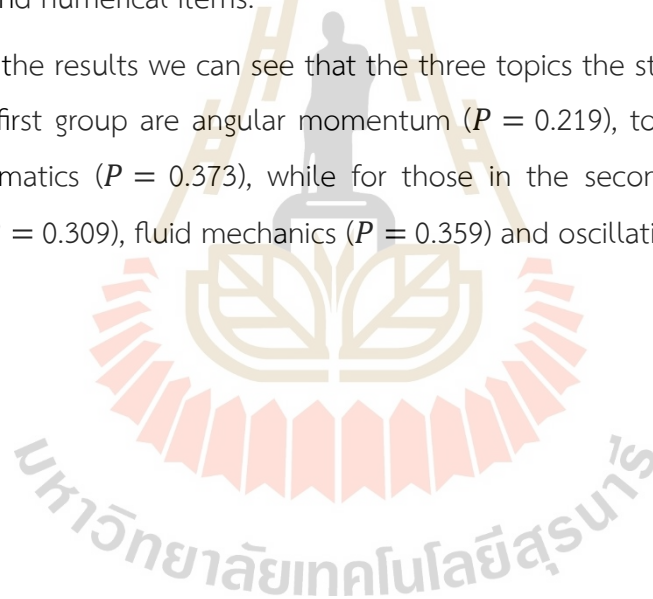 nd numerical items.
the results we can see that the three topics the st
first group are angular momentum (P = 0.219), to
matics (P = 0.373), while for those in the secon
= 0.309), fluid mechanics (P = 0.359) and oscillati
มหาวิทยาลัยเทคโนโลยีสุรนารี